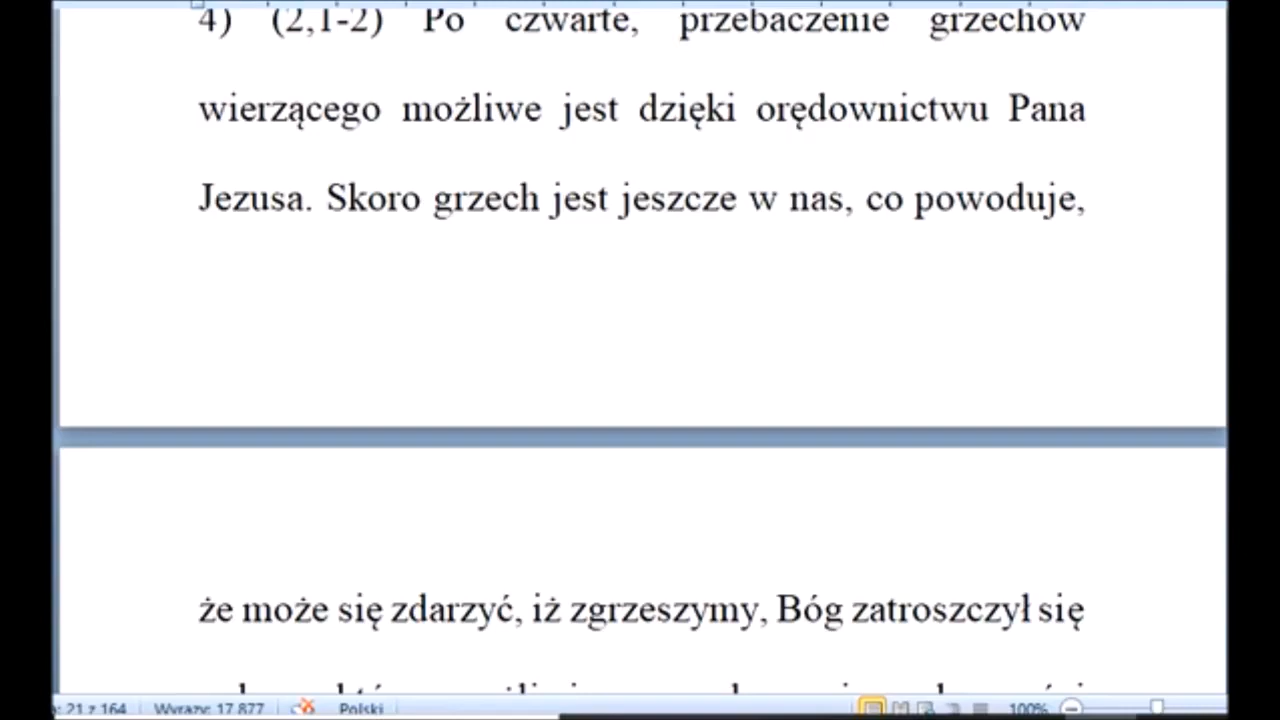 4) (2,1-2) Po czwarte, przebaczenie grzechów
wierzącego możliwe jest dzięki orędownictwu Pana
Jezusa. Skoro grzech jest jeszcze w nas, co powoduje,
że może się zdarzyć, iż zgrzeszymy, Bóg zatroszczył się
: 21 z 164 Wyrazy: 17 877 Polski 100%